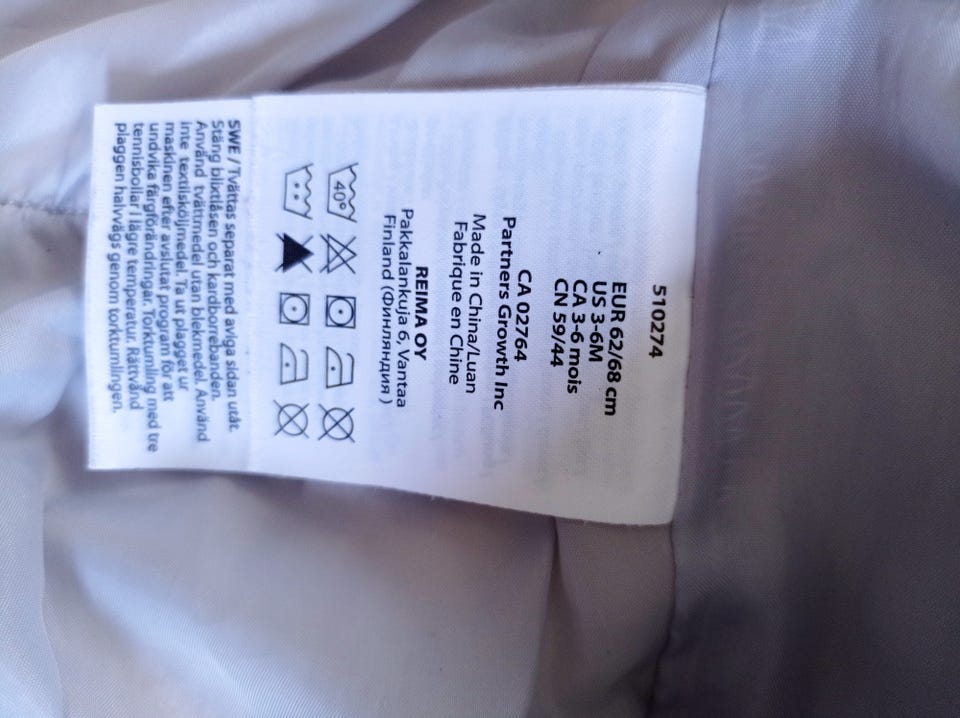 510274
EUR 62/68 cm
US 3-6M
CA 3-6 mois
CN 59/44
CA 02764
Partners Growth Inc
Made in China/Luan
Fabrique en Chine
REIMA OY
Pakkalankuja 6, Vantaa
Finland (Финляндия )
40°
SWE / Tvättas separat med aviga sidan utåt.
Stäng blixtlåsen och kardborrebanden.
Använd tvättmedel utan blekmedel. Använd
inte textilsköljmedel. Ta ut plagget ur
maskinen efter avslutat program för att
undvika färgförändringar. Torktumling med tre
tennisbollar i lägre temperatur. Rättvänd
plaggen halvvägs genom torktumlingen.